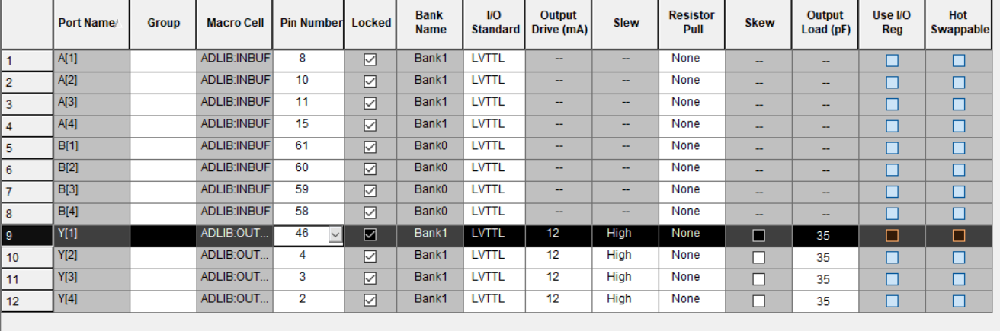 Port Name/ Group Macro Cell Pin Number Locked Bank Name I/O Standard Output Drive (mA) Slew Resistor Pull Skew Output Load (pF) Use I/O Reg Hot Swappable
1 A[1] ADLIB:INBUF 8 Bank1 LVTTL -- -- None -- --
2 A[2] ADLIB:INBUF 10 Bank1 LVTTL -- -- None -- --
3 A[3] ADLIB:INBUF 11 Bank1 LVTTL -- -- None -- --
4 A[4] ADLIB:INBUF 15 Bank1 LVTTL -- -- None -- --
5 B[1] ADLIB:INBUF 61 Bank0 LVTTL -- -- None -- --
6 B[2] ADLIB:INBUF 60 Bank0 LVTTL -- -- None -- --
7 B[3] ADLIB:INBUF 59 Bank0 LVTTL -- -- None -- --
8 B[4] ADLIB:INBUF 58 Bank0 LVTTL -- -- None -- --
9 Y[1] ADLIB:OUT... 46 Bank1 LVTTL 12 High None 35
10 Y[2] ADLIB:OUT... 4 Bank1 LVTTL 12 High None 35
11 Y[3] ADLIB:OUT... 3 Bank1 LVTTL 12 High None 35
12 Y[4] ADLIB:OUT... 2 Bank1 LVTTL 12 High None 35